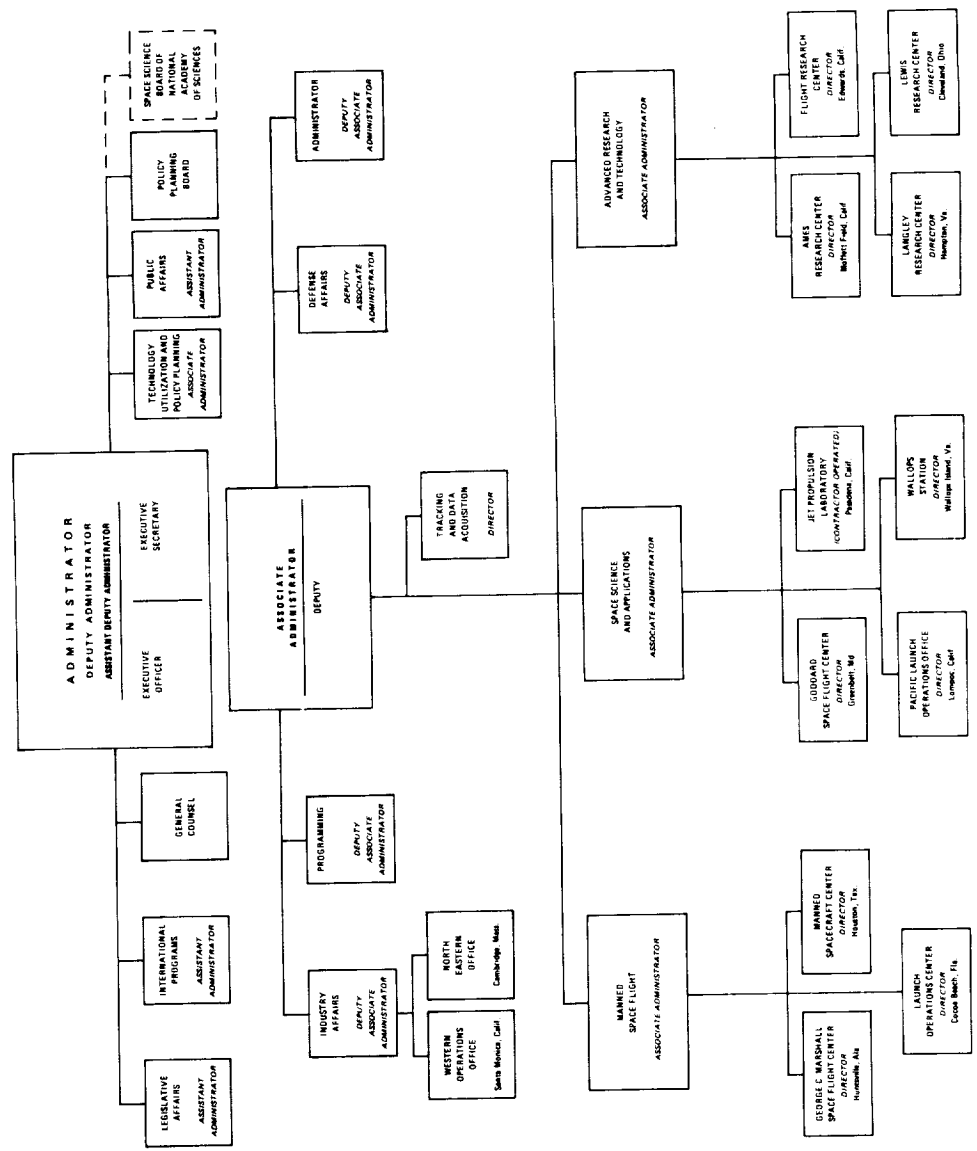 ADMINISTRATOR
DEPUTY ADMINISTRATOR
ASSISTANT DEPUTY ADMINISTRATOR
EXECUTIVE
OFFICER
EXECUTIVE
SECRETARY
LEGISLATIVE
AFFAIRS
ASSISTANT
ADMINISTRATOR
INTERNATIONAL
PROGRAMS
ASSISTANT
ADMINISTRATOR
GENERAL
COUNSEL
TECHNOLOGY
UTILIZATION AND
POLICY PLANNING
ASSOCIATE
ADMINISTRATOR
PUBLIC
AFFAIRS
ASSISTANT
ADMINISTRATOR
POLICY
PLANNING
BOARD
SPACE SCIENCE
BOARD OF
NATIONAL
ACADEMY
OF SCIENCES
ASSOCIATE
ADMINISTRATOR
DEPUTY
INDUSTRY
AFFAIRS
DEPUTY
ASSOCIATE
ADMINISTRATOR
PROGRAMMING
DEPUTY
ASSOCIATE
ADMINISTRATOR
DEFENSE
AFFAIRS
DEPUTY
ASSOCIATE
ADMINISTRATOR
ADMINISTRATOR
DEPUTY
ASSOCIATE
ADMINISTRATOR
WESTERN
OPERATIONS
OFFICE
Santa Monica, Calif.
NORTH
EASTERN
OFFICE
Cambridge, Mass.
TRACKING
AND DATA
ACQUISITION
DIRECTOR
MANNED
SPACE FLIGHT
ASSOCIATE ADMINISTRATOR
SPACE SCIENCE
AND APPLICATIONS
ASSOCIATE ADMINISTRATOR
ADVANCED RESEARCH
AND TECHNOLOGY
ASSOCIATE ADMINISTRATOR
GEORGE C MARSHALL
SPACE FLIGHT CENTER
DIRECTOR
Huntsville, Ala
MANNED
SPACECRAFT CENTER
DIRECTOR
Houston, Tex.
LAUNCH
OPERATIONS CENTER
DIRECTOR
Cocoa Beach, Fla.
GODDARD
SPACE FLIGHT CENTER
DIRECTOR
Greenbelt, Md
JET PROPULSION
LABORATORY
(CONTRACTOR OPERATED)
Pasadena, Calif.
PACIFIC LAUNCH
OPERATIONS OFFICE
DIRECTOR
Lompoc, Calif
WALLOPS
STATION
DIRECTOR
Wallops Island, Va.
AMES
RESEARCH CENTER
DIRECTOR
Moffett Field, Calif
FLIGHT RESEARCH
CENTER
DIRECTOR
Edwards, Calif.
LANGLEY
RESEARCH CENTER
DIRECTOR
Hampton, Va.
LEWIS
RESEARCH CENTER
DIRECTOR
Cleveland, Ohio